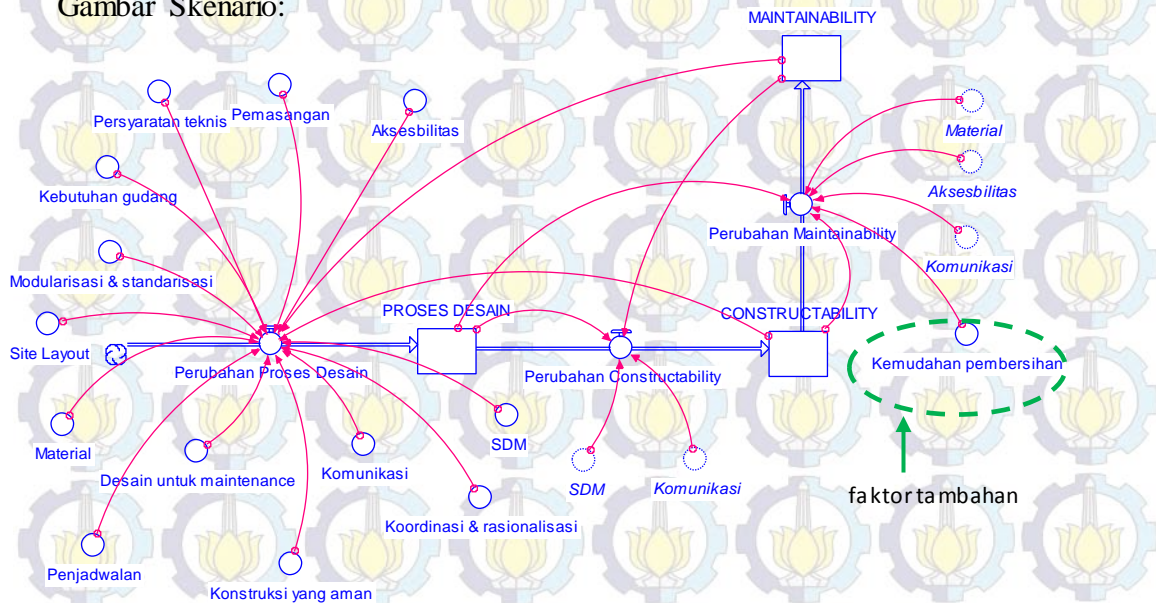 Gambar Skenario:
MAINTAINABILITY
Persyaratan teknis
Pemasangan
Aksesbilitas
Material
Kebutuhan gudang
Aksesbilitas
Perubahan Maintainability
Komunikasi
Modularisasi & standarisasi
PROSES DESAIN
CONSTRUCTABILITY
Site Layout
Perubahan Proses Desain
Perubahan Constructability
Kemudahan pembersihan
Material
Desain untuk maintenance
Komunikasi
SDM
SDM
Komunikasi
faktor tambahan
Koordinasi & rasionalisasi
Penjadwalan
Konstruksi yang aman